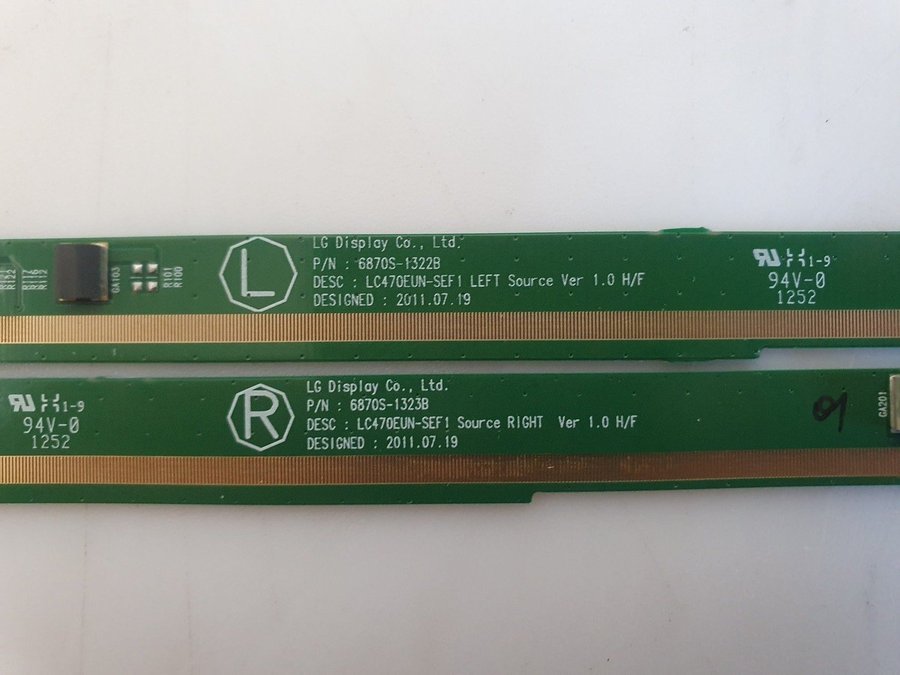 L
LG Display Co., Ltd.
P/N : 6870S-1322B
DESC : LC470EUN-SEF1 LEFT Source Ver 1.0 H/F
DESIGNED : 2011.07.19
R122
R117
R116
R112
GA103
R101
R100
1-9
94V-0
1252
1-9
94V-0
1252
R
LG Display Co., Ltd.
P/N : 6870S-1323B
DESC : LC470EUN-SEF1 Source RIGHT Ver 1.0 H/F
DESIGNED : 2011.07.19
GA201